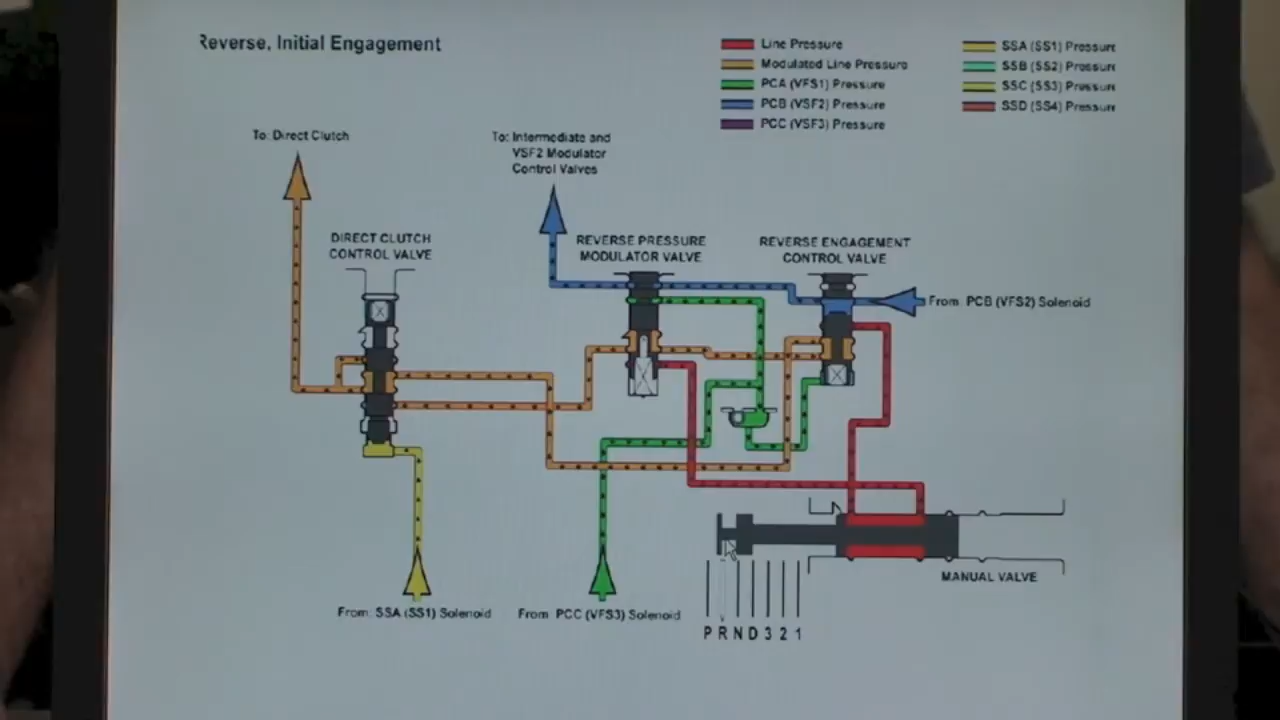 Reverse, Initial Engagement
Line Pressure
Modulated Line Pressure
PCA (VFS1) Pressure
PCB (VSF2) Pressure
PCC (VSF3) Pressure
SSA (SS1) Pressure
SSB (SS2) Pressure
SSC (SS3) Pressure
SSD (SS4) Pressure
To: Direct Clutch
To: Intermediate and
VSF2 Modulator
Control Valves
DIRECT CLUTCH
CONTROL VALVE
REVERSE PRESSURE
MODULATOR VALVE
REVERSE ENGAGEMENT
CONTROL VALVE
From: PCB (VFS2) Solenoid
MANUAL VALVE
From: SSA (SS1) Solenoid
From: PCC (VFS3) Solenoid
P R N D 3 2 1